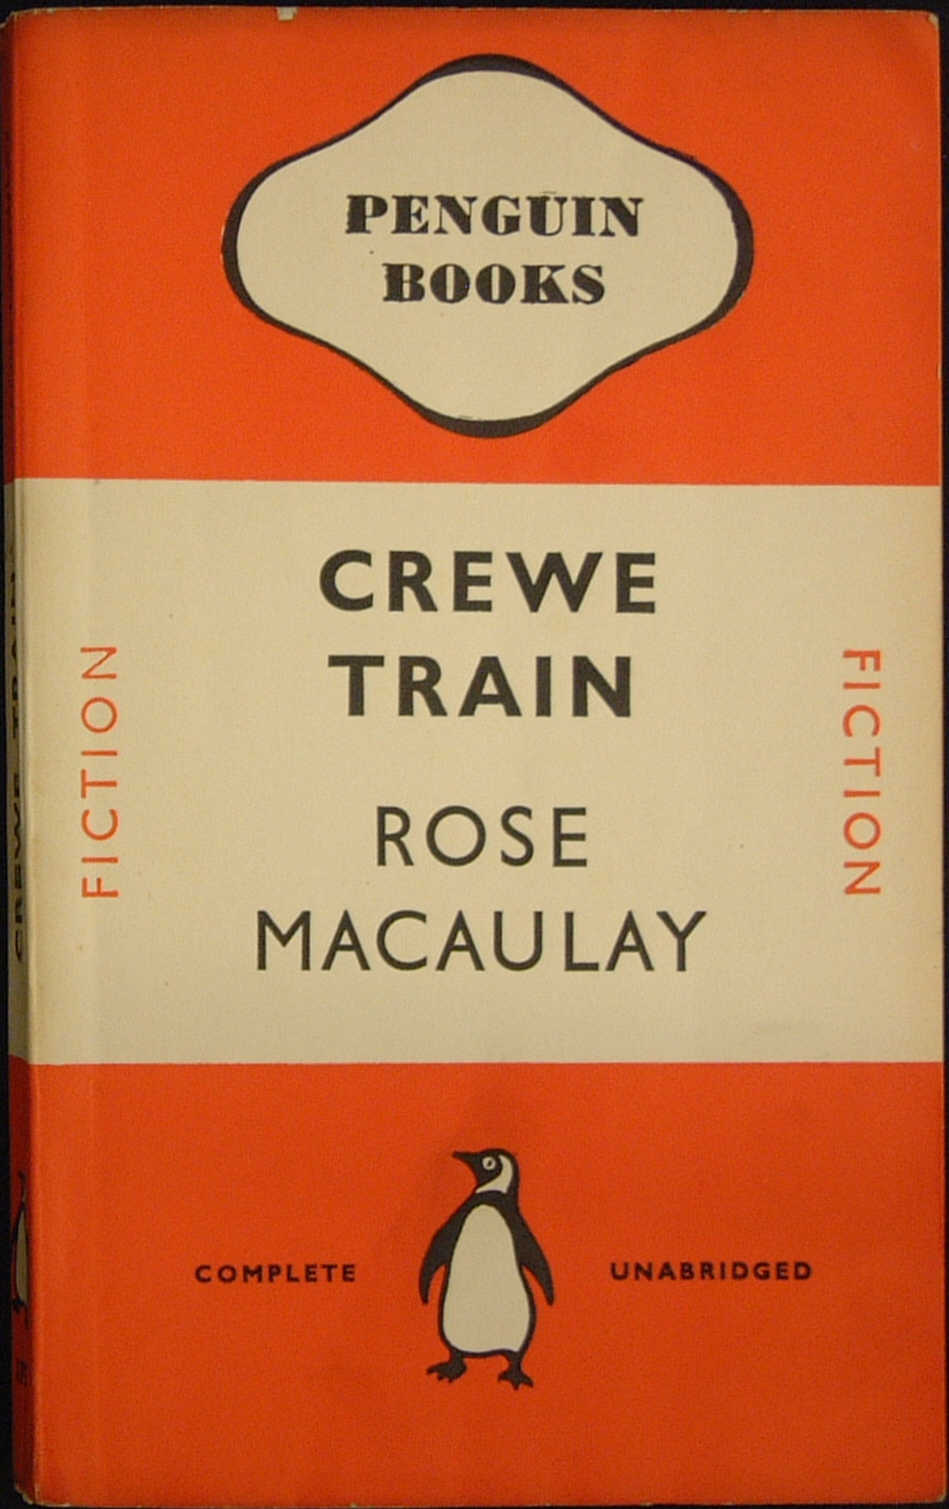 PENGUIN
BOOKS
CREWE
TRAIN
FICTION
FICTION
ROSE
MACAULAY
COMPLETE
UNABRIDGED
CREWE TRAIN